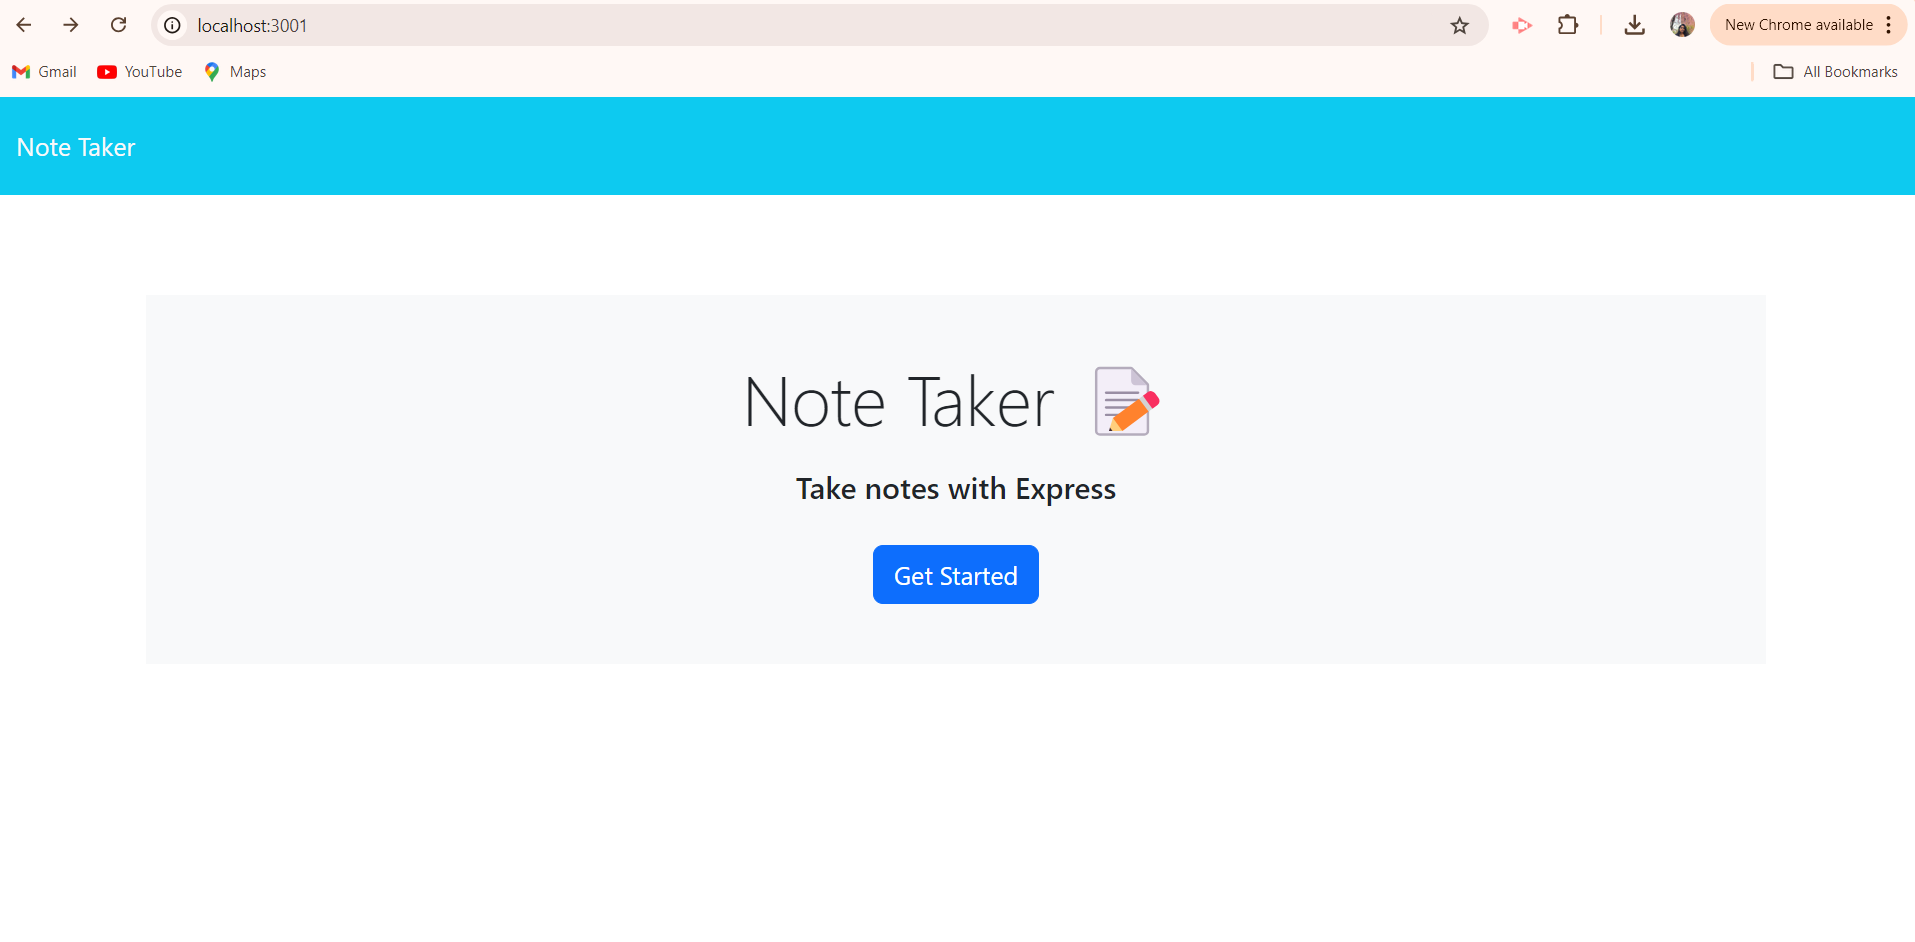 localhost:3001
New Chrome available
Gmail
YouTube
Maps
All Bookmarks
Note Taker
Note Taker
Take notes with Express
Get Started